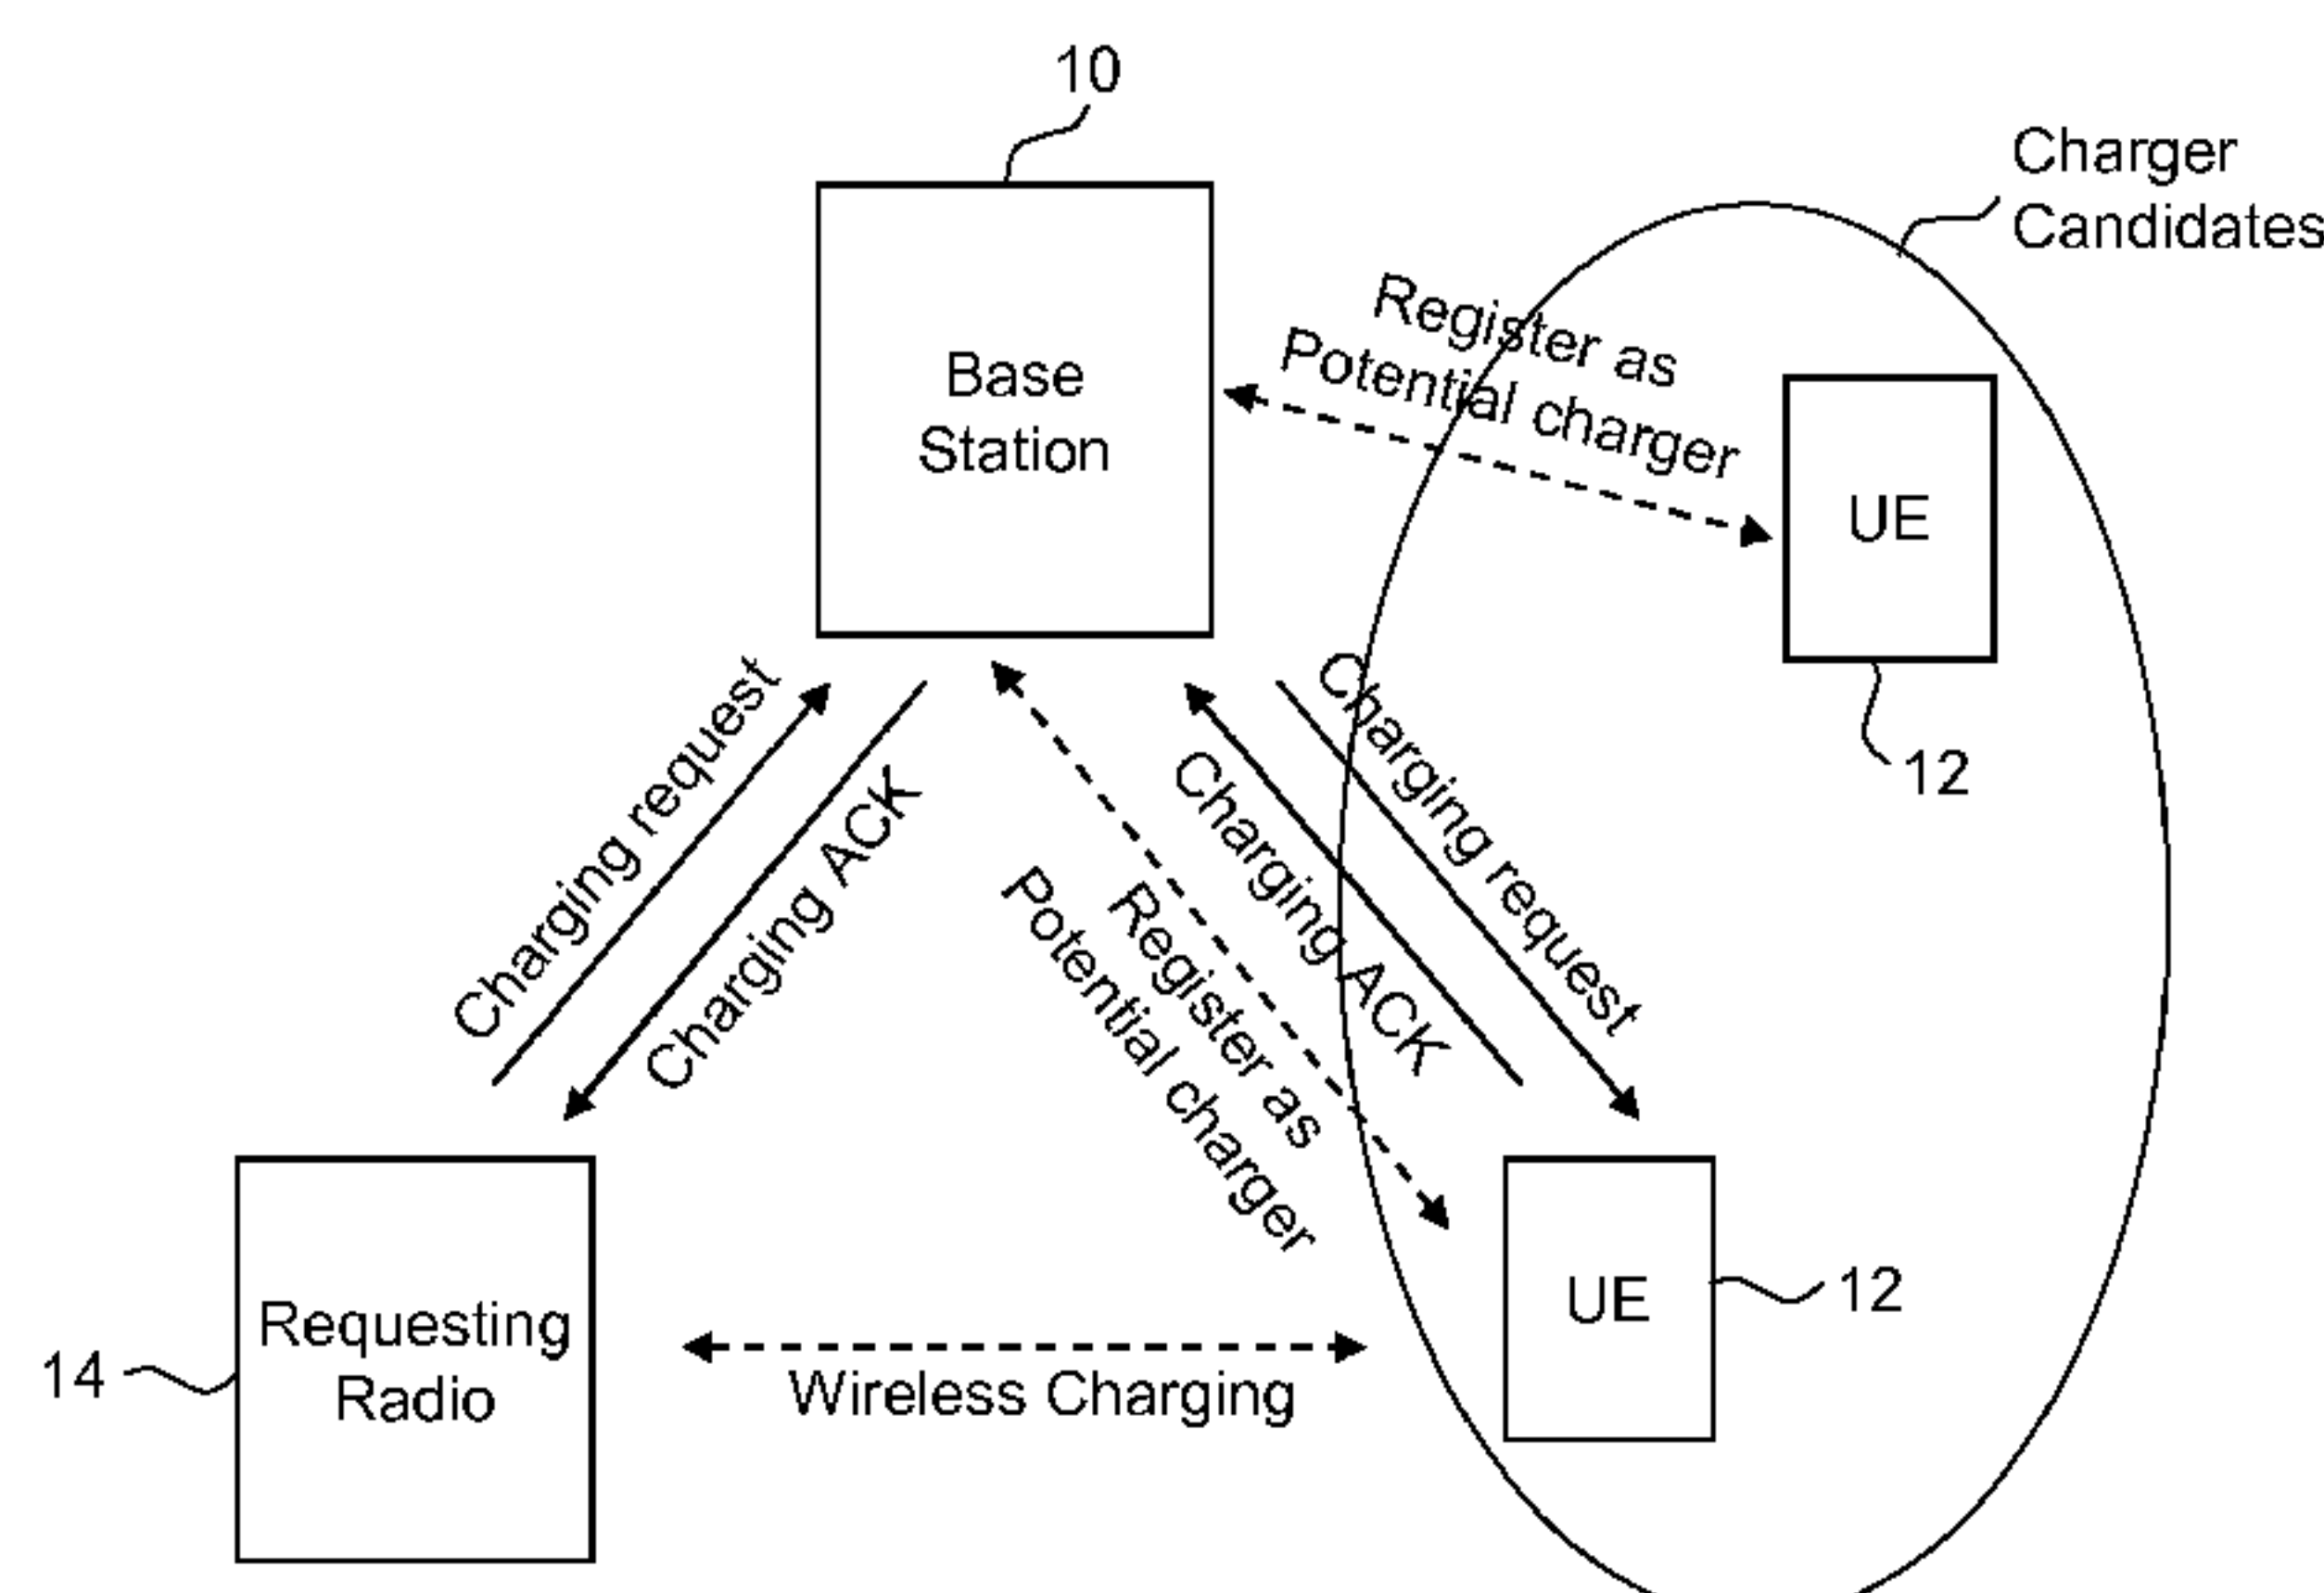 10
Charger
Candidates
Base
Station
Register as
Potential charger
UE
12
Charging request
Charging ACK
Register as
Potential charger
Charging ACK
Charging request
UE
12
Requesting
Radio
14
Wireless Charging